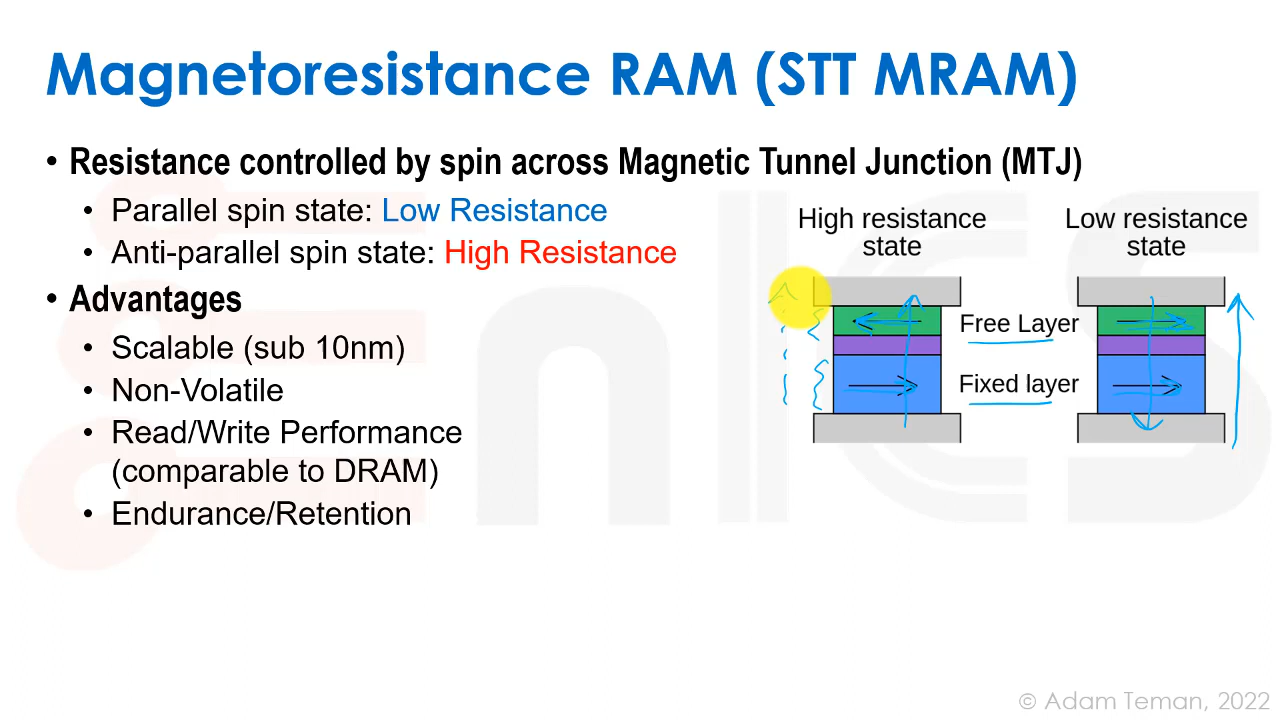 Magnetoresistance RAM (STT MRAM)
• Resistance controlled by spin across Magnetic Tunnel Junction (MTJ)
• Parallel spin state: Low Resistance
• Anti-parallel spin state: High Resistance
• Advantages
• Scalable (sub 10nm)
• Non-Volatile
• Read/Write Performance
(comparable to DRAM)
• Endurance/Retention
High resistance
state
Low resistance
state
Free Layer
Fixed layer
EnICS
© Adam Teman, 2022